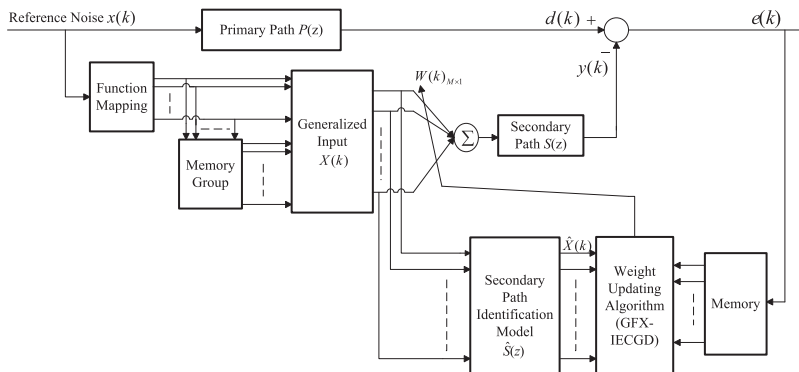 Reference Noise x(k)
Primary Path P(z)
d(k) +
e(k)
−
y(k)
Function
Mapping
Memory
Group
Generalized
Input
X(k)
W(k)M×1
Σ
Secondary
Path S(z)
X̂(k)
Secondary
Path
Identification
Model
Ŝ(z)
Weight
Updating
Algorithm
(GFX-
IECGD)
Memory